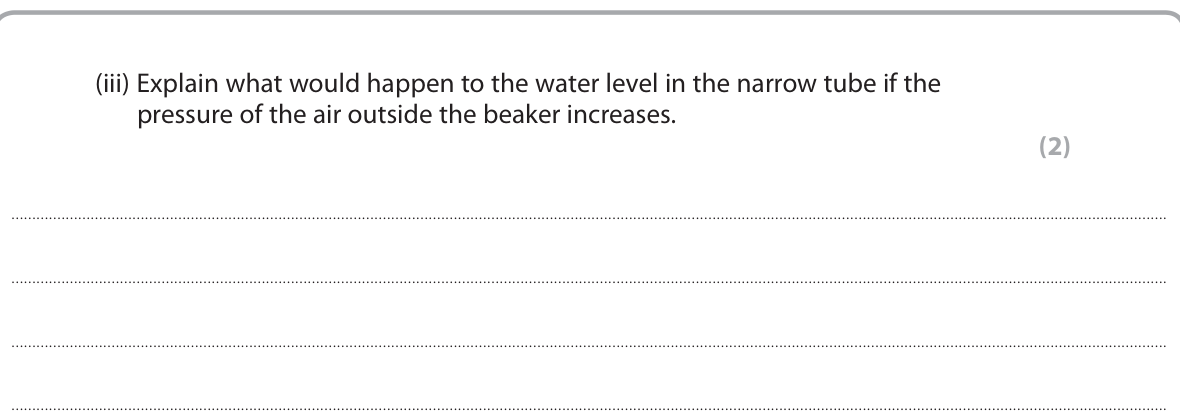 (iii) Explain what would happen to the water level in the narrow tube if the
pressure of the air outside the beaker increases.
(2)